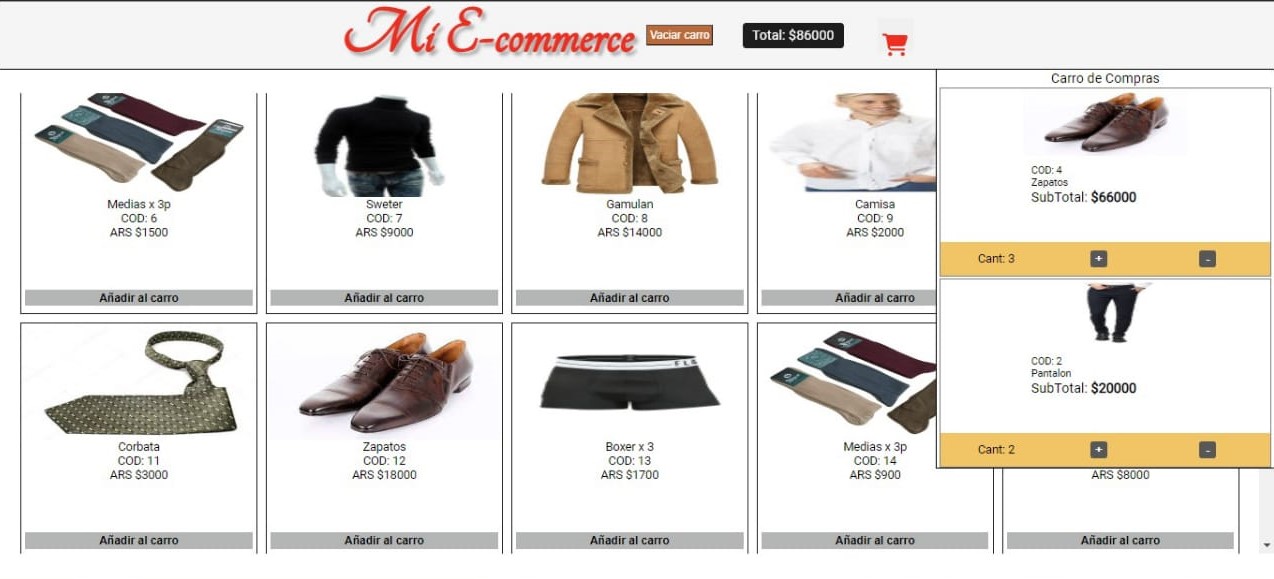 Mi E-commerce
Vaciar carro
Total: $86000
Medias x 3p
COD: 6
ARS $1500
Añadir al carro
Sweter
COD: 7
ARS $9000
Añadir al carro
Gamulan
COD: 8
ARS $14000
Añadir al carro
Camisa
COD: 9
ARS $2000
Añadir al carro
Corbata
COD: 11
ARS $3000
Añadir al carro
Zapatos
COD: 12
ARS $18000
Añadir al carro
Boxer x 3
COD: 13
ARS $1700
Añadir al carro
Medias x 3p
COD: 14
ARS $900
Añadir al carro
ARS $8000
Añadir al carro
Carro de Compras
COD: 4
Zapatos
SubTotal: $66000
Cant: 3 + -
COD: 2
Pantalon
SubTotal: $20000
Cant: 2 + -